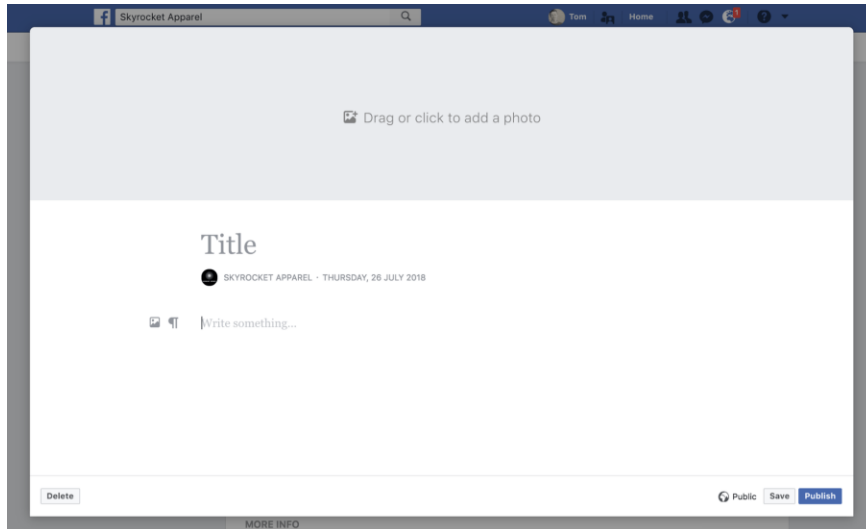 Skyrocket Apparel
Tom
Home
Drag or click to add a photo
Title
SKYROCKET APPAREL · THURSDAY, 26 JULY 2018
Write something...
Delete
Public
Save
Publish
MORE INFO